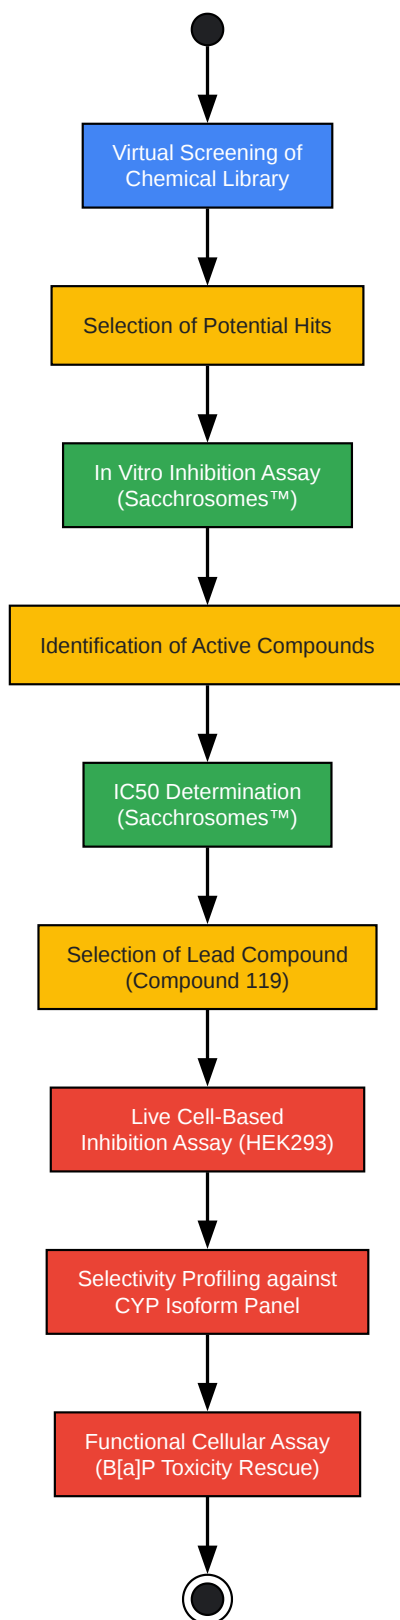 Virtual Screening of
Chemical Library
Selection of Potential Hits
In Vitro Inhibition Assay
(Sacchrosomes™)
Identification of Active Compounds
IC50 Determination
(Sacchrosomes™)
Selection of Lead Compound
(Compound 119)
Live Cell-Based
Inhibition Assay (HEK293)
Selectivity Profiling against
CYP Isoform Panel
Functional Cellular Assay
(B[a]P Toxicity Rescue)